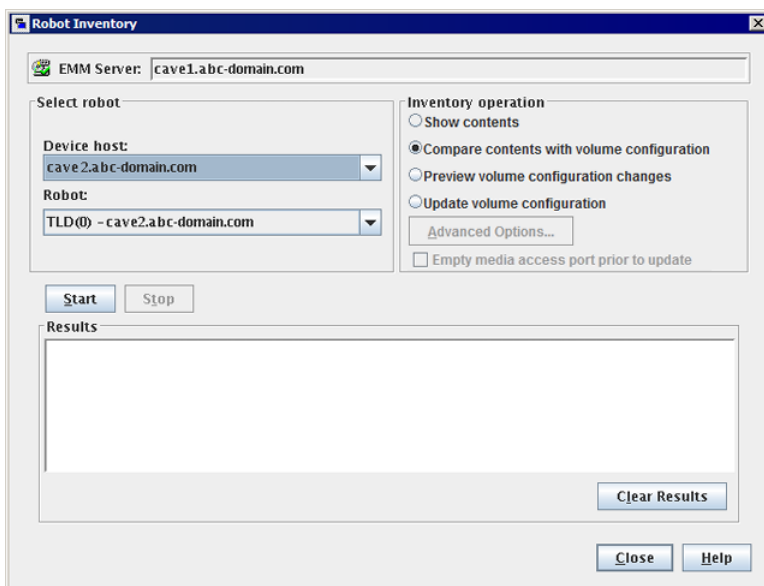 Robot Inventory
EMM Server: cave1.abc-domain.com
Select robot
Device host:
cave2.abc-domain.com
Robot:
TLD(0) - cave2.abc-domain.com
Inventory operation
Show contents
Compare contents with volume configuration
Preview volume configuration changes
Update volume configuration
Advanced Options...
Empty media access port prior to update
Start Stop
Results
Clear Results
Close Help